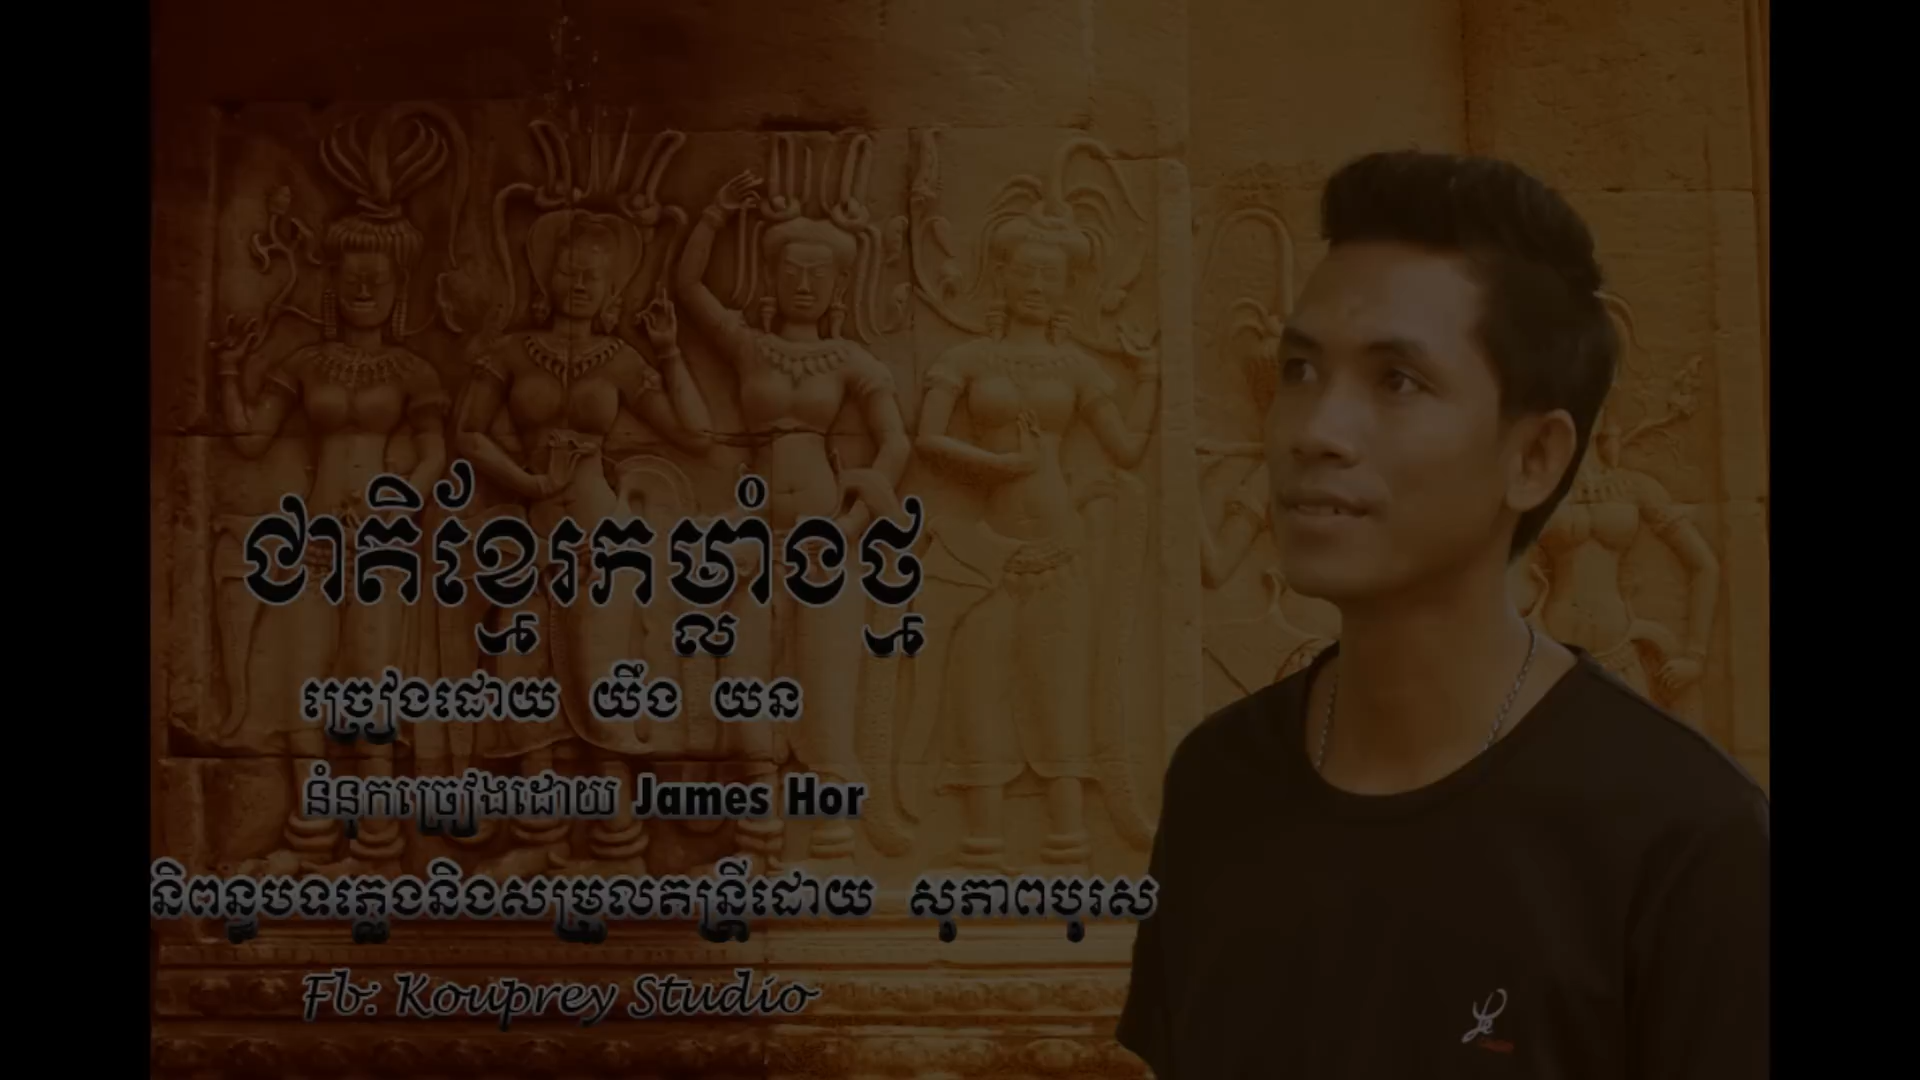 ជាតិខ្មែរកម្លាំងថ្ម
ច្រៀងដោយ យឹង យន
នំនុកច្រៀងដោយ James Hor
និពន្ធបទភ្លេងនិងសម្រួលតន្ត្រីដោយ សុភាពបុរស
Fb: Kouprey Studio